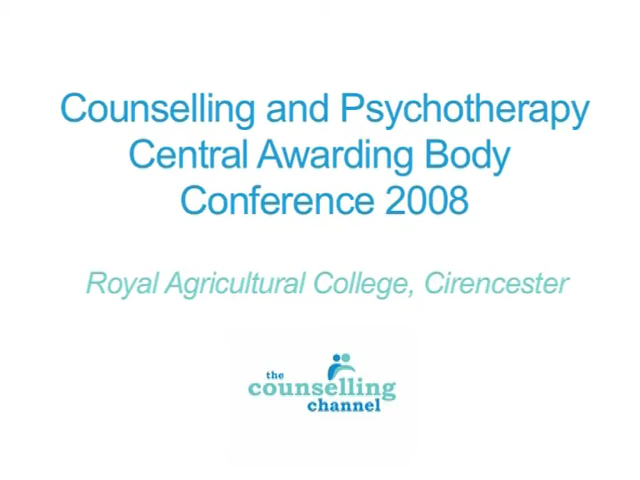 Counselling and Psychotherapy
Central Awarding Body
Conference 2008
Royal Agricultural College, Cirencester
the
counselling
channel